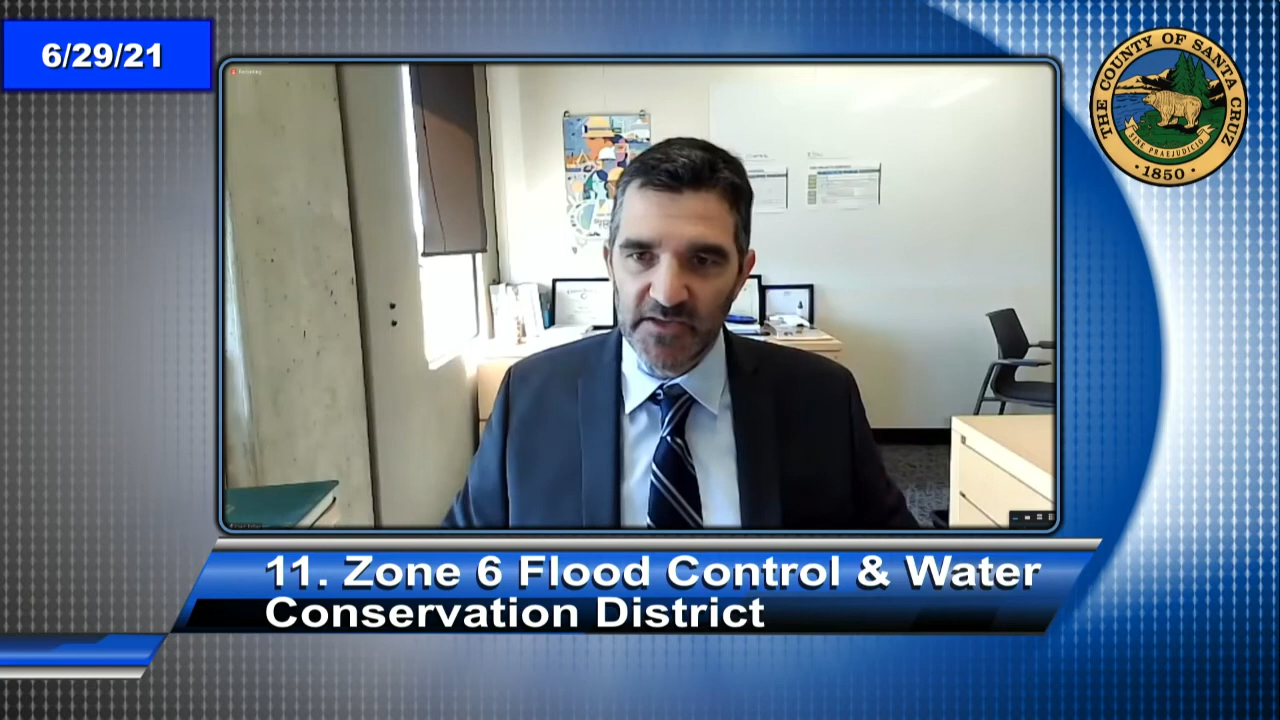 6/29/21
Recording
THE COUNTY OF SANTA CRUZ
SINE PRAEJUDICIO
• 1850 •
11. Zone 6 Flood Control & Water
Conservation District